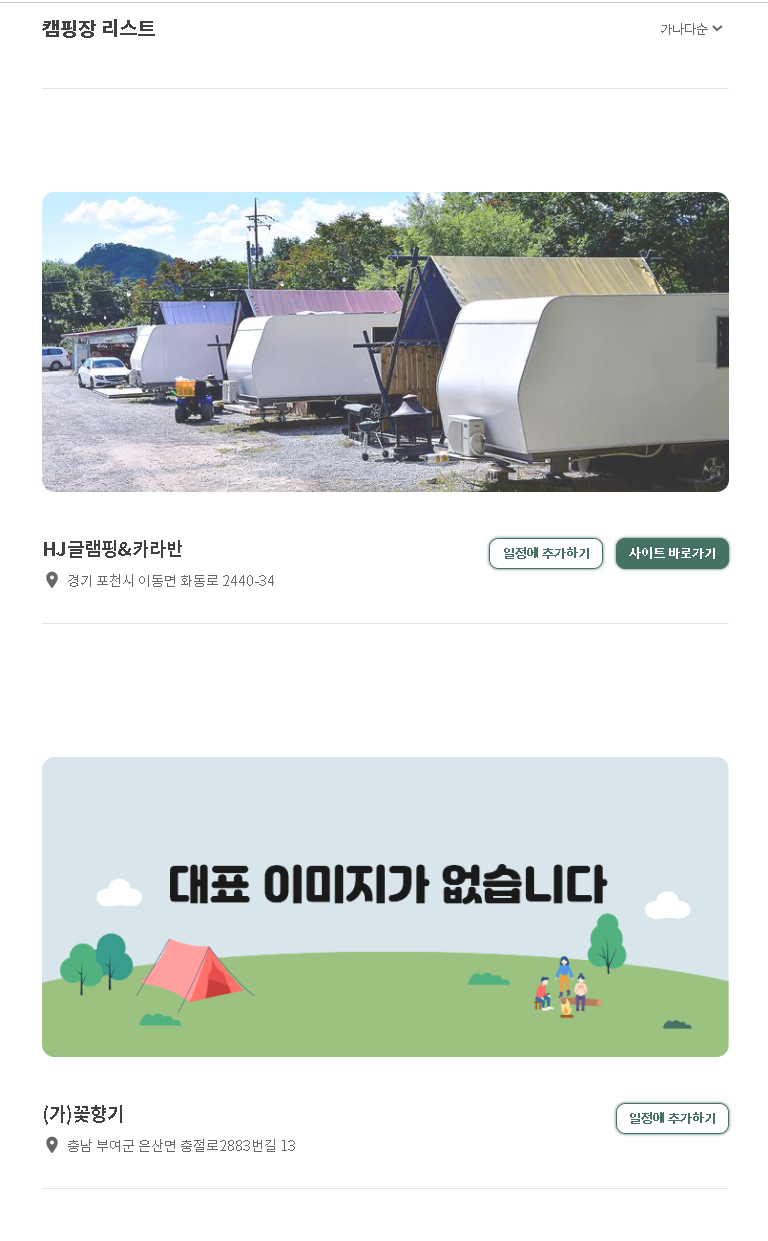 캠핑장 리스트
가나다순
HJ글램핑&카라반
일정에 추가하기
사이트 바로가기
경기 포천시 이동면 화동로 2440-34
대표 이미지가 없습니다
(가)꽃향기
일정에 추가하기
충남 부여군 은산면 충절로2883번길 13